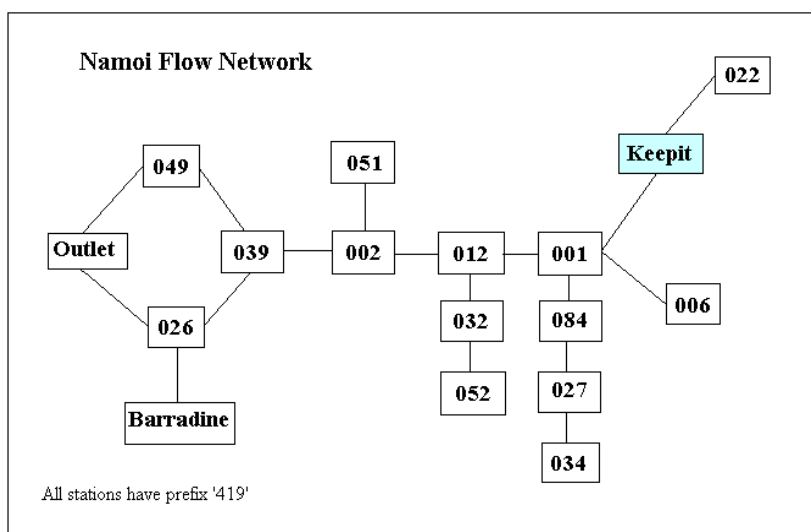 Namoi Flow Network
022
Keepit
049
051
Outlet
039
002
012
001
026
032
084
006
052
027
Barradine
034
All stations have prefix '419'